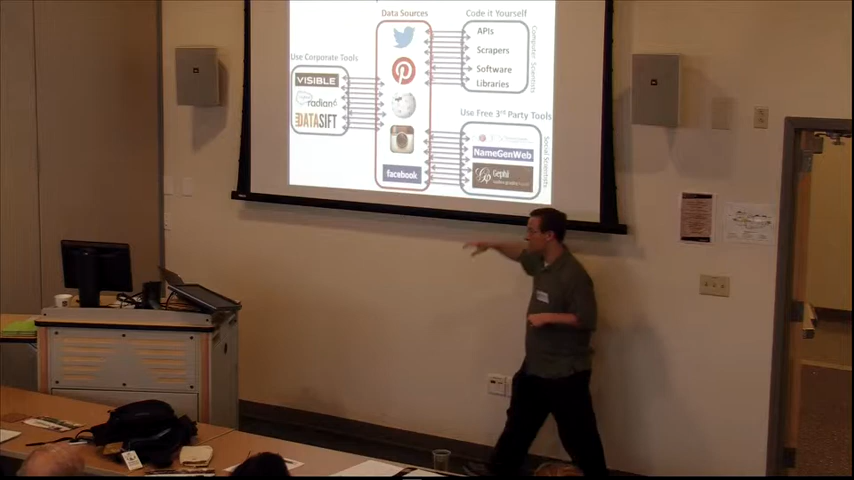 Data Sources
Code it Yourself
APIs
Scrapers
Software
Libraries
Computer Scientists
Use Corporate Tools
VISIBLE
radian6
DATASIFT
facebook
Use Free 3rd Party Tools
NameGenWeb
Gephi
Social Scientists